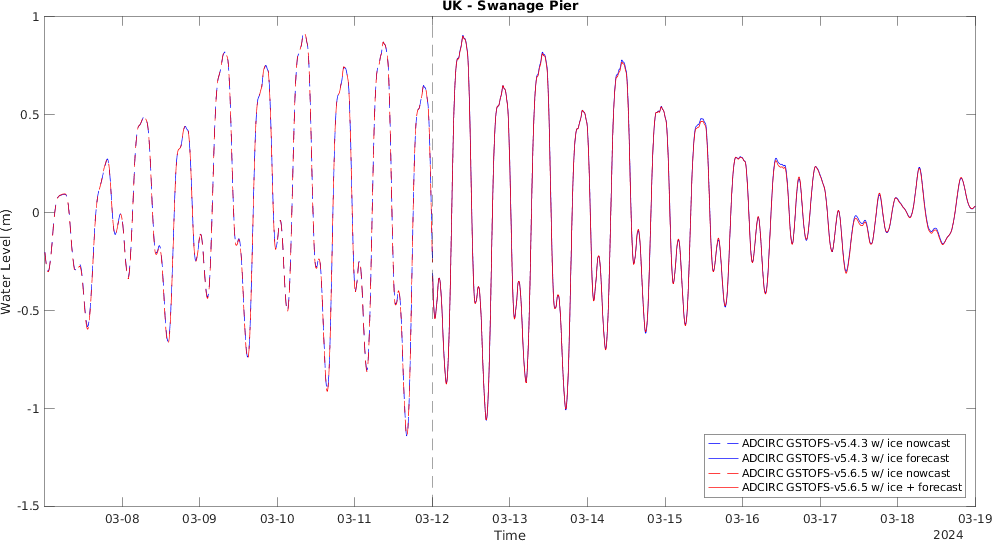 UK - Swanage Pier
1
0.5
0
-0.5
-1
-1.5
Water Level (m)
03-08 03-09 03-10 03-11 03-12 03-13 03-14 03-15 03-16 03-17 03-18 03-19
Time
2024
ADCIRC GSTOFS-v5.4.3 w/ ice nowcast
ADCIRC GSTOFS-v5.4.3 w/ ice forecast
ADCIRC GSTOFS-v5.6.5 w/ ice nowcast
ADCIRC GSTOFS-v5.6.5 w/ ice + forecast